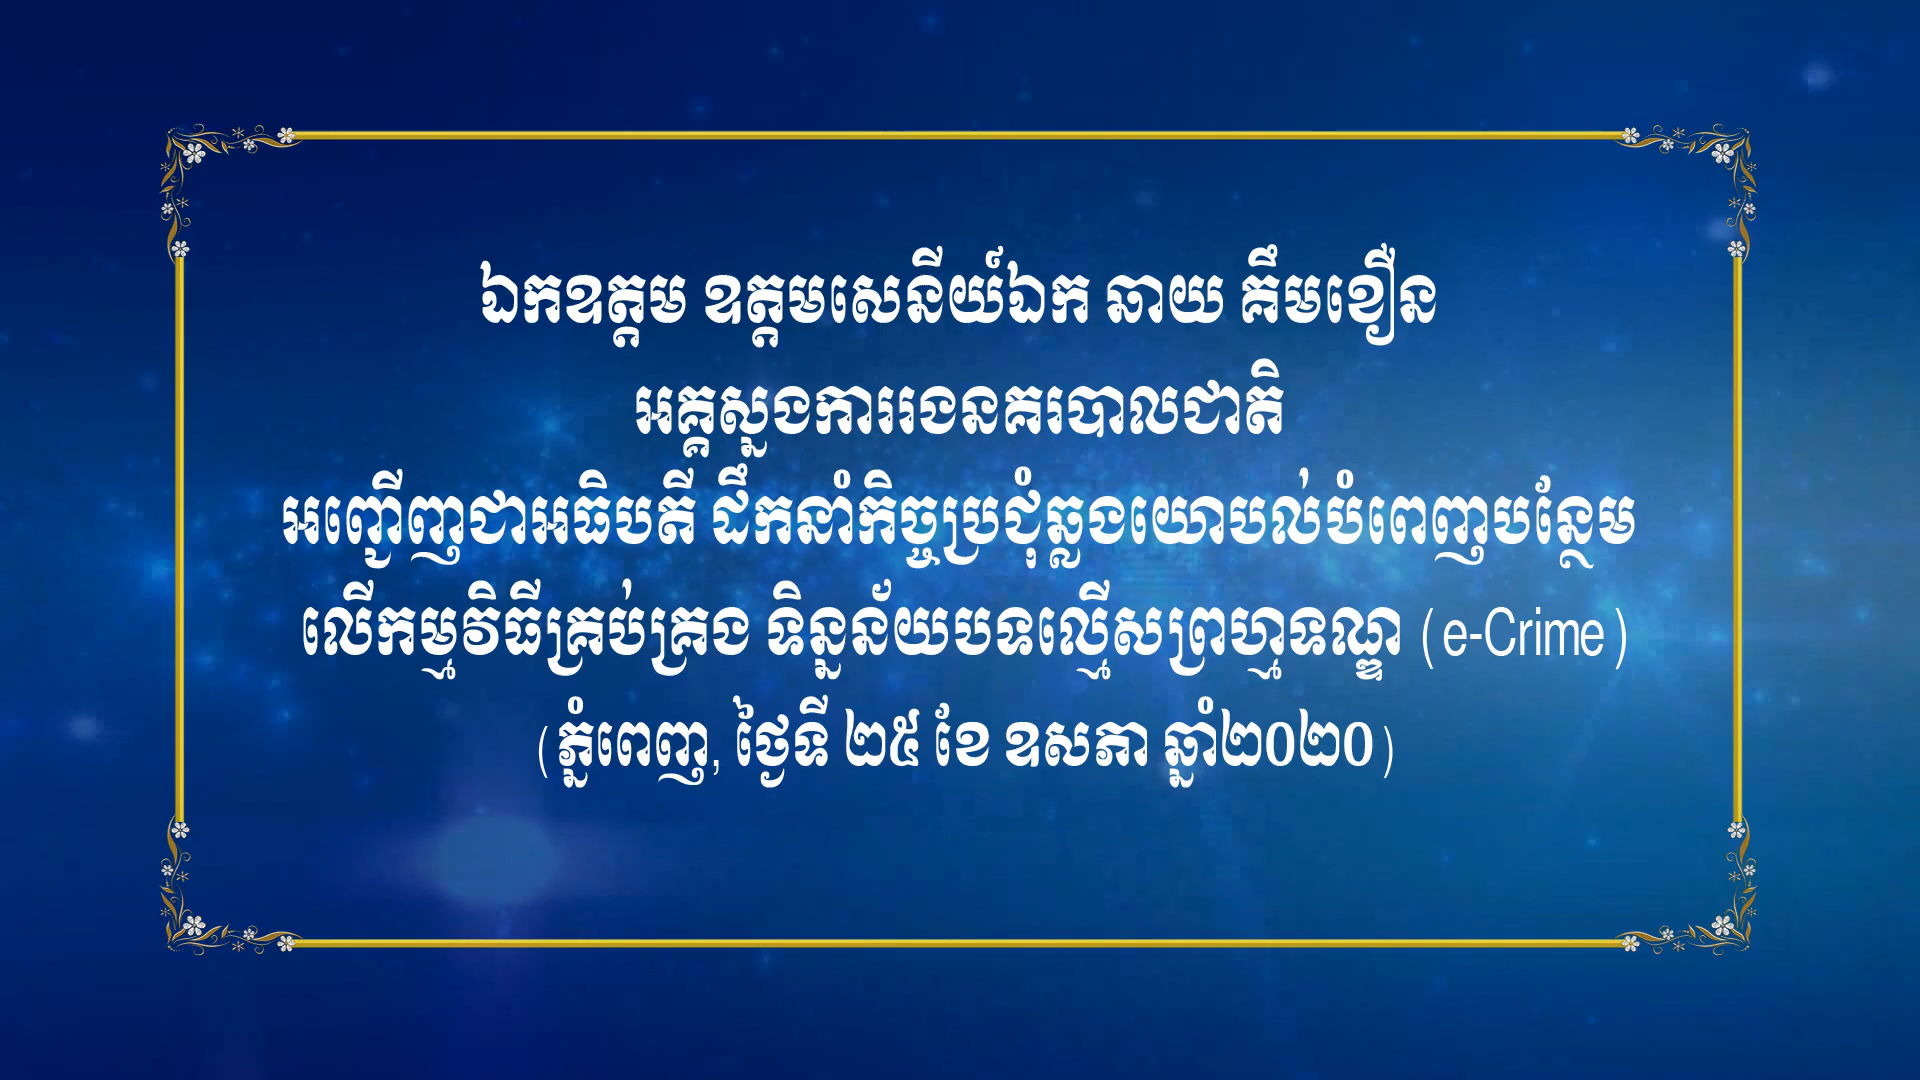 ឯកឧត្តម ឧត្តមសេនីយ៍ឯក ឆាយ គឹមខឿន
អគ្គស្នងការរងនគរបាលជាតិ
អញ្ជើញជាអធិបតី ដឹកនាំកិច្ចប្រជុំឆ្លងយោបល់បំពេញបន្ថែម
លើកម្មវិធីគ្រប់គ្រង ទិន្នន័យបទល្មើសព្រហ្មទណ្ឌ (e-Crime)
(ភ្នំពេញ, ថ្ងៃទី ២៥ ខែ ឧសភា ឆ្នាំ២០២០)